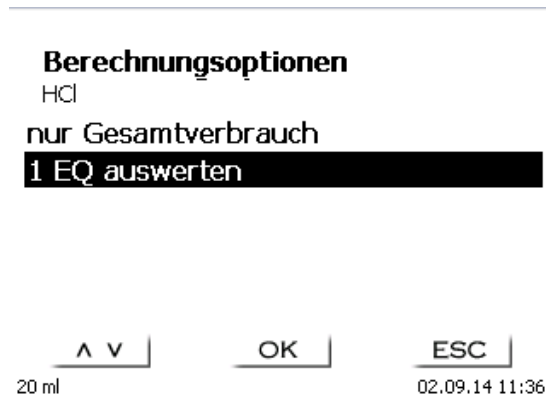 Berechnungsoptionen
HCl
nur Gesamtverbrauch
1 EQ auswerten
∧ ∨ OK ESC
20 ml 02.09.14 11:36